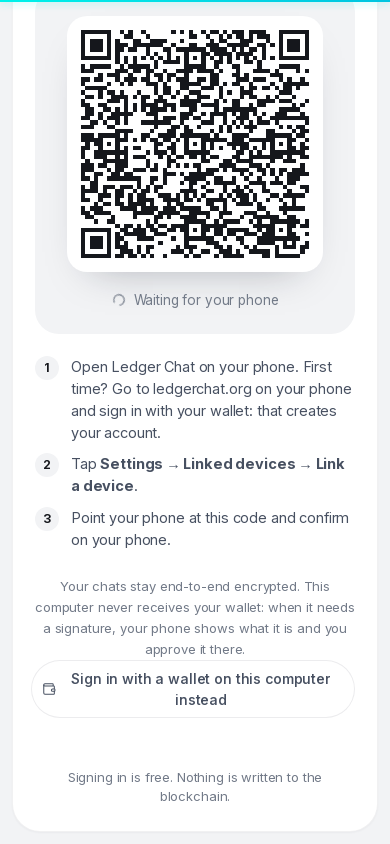 Waiting for your phone
1 Open Ledger Chat on your phone. First
time? Go to ledgerchat.org on your phone
and sign in with your wallet: that creates
your account.
2 Tap Settings → Linked devices → Link
a device.
3 Point your phone at this code and confirm
on your phone.
Your chats stay end-to-end encrypted. This
computer never receives your wallet: when it needs
a signature, your phone shows what it is and you
approve it there.
Sign in with a wallet on this computer
instead
Signing in is free. Nothing is written to the
blockchain.